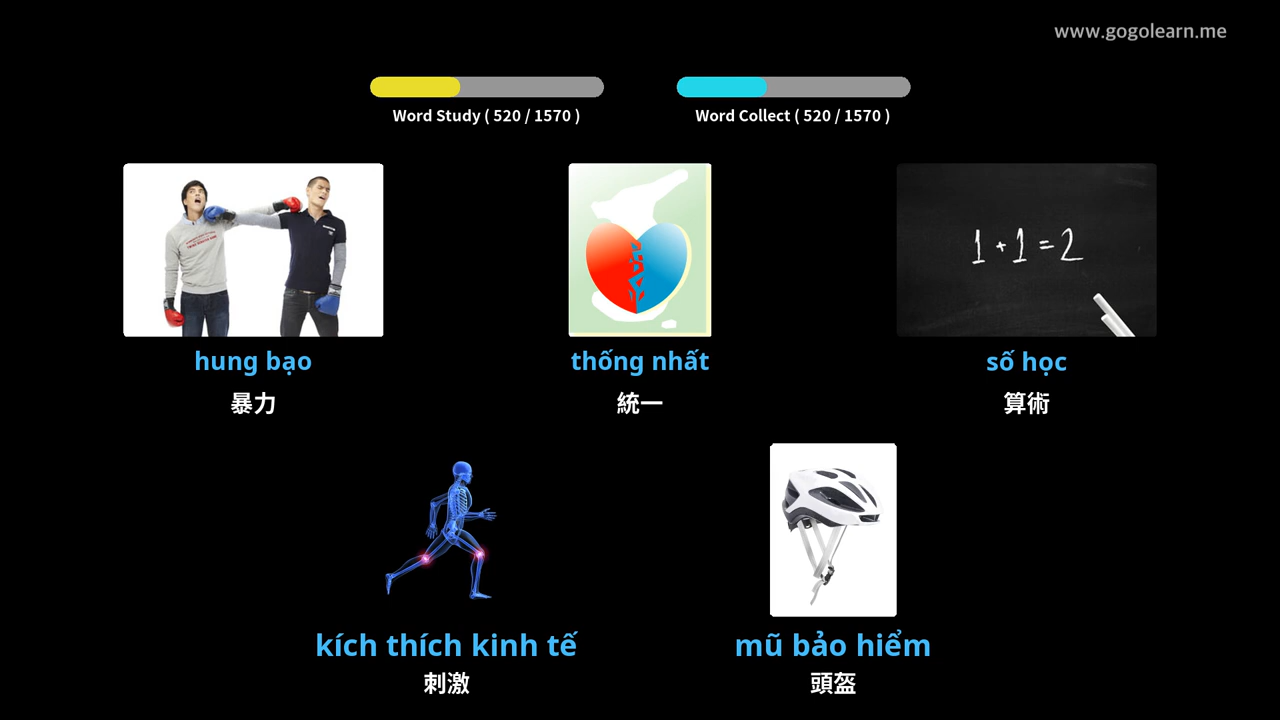 www.gogolearn.me
Word Study ( 520 / 1570 )
Word Collect ( 520 / 1570 )
1 + 1 = 2
hung bạo
thống nhất
số học
暴力
統一
算術
kích thích kinh tế
mũ bảo hiểm
刺激
頭盔